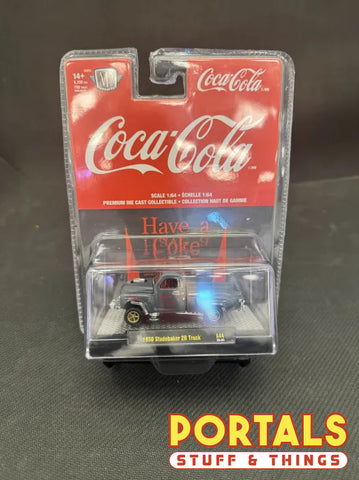 14+
Coca-Cola
Coca-Cola
SCALE 1:64 • ÉCHELLE 1:64
PREMIUM DIE CAST COLLECTIBLE • COLLECTION HAUT DE GAMME
Have a
Coke
1950 Studebaker 2R Truck
PORTALS
STUFF & THINGS